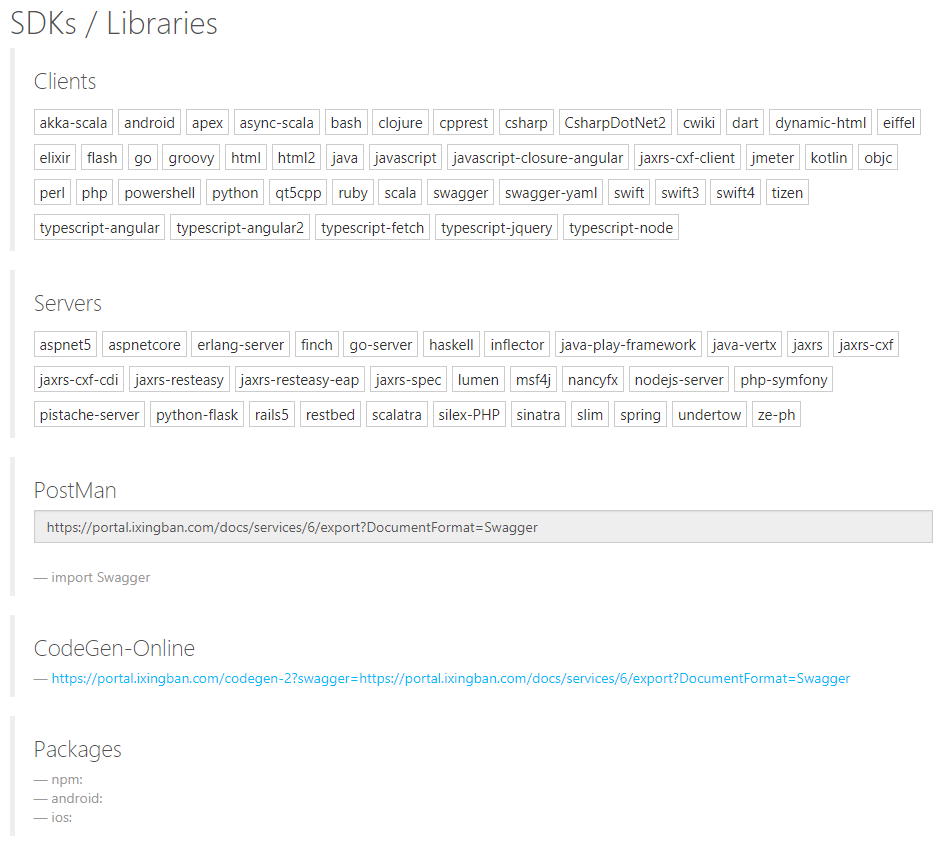 SDKs / Libraries
Clients
akka-scala android apex async-scala bash clojure cpprest csharp CsharpDotNet2 cwiki dart dynamic-html eiffel
elixir flash go groovy html html2 java javascript javascript-closure-angular jaxrs-cxf-client jmeter kotlin objc
perl php powershell python qt5cpp ruby scala swagger swagger-yaml swift swift3 swift4 tizen
typescript-angular typescript-angular2 typescript-fetch typescript-jquery typescript-node
Servers
aspnet5 aspnetcore erlang-server finch go-server haskell inflector java-play-framework java-vertx jaxrs jaxrs-cxf
jaxrs-cxf-cdi jaxrs-resteasy jaxrs-resteasy-eap jaxrs-spec lumen msf4j nancyfx nodejs-server php-symfony
pistache-server python-flask rails5 restbed scalatra silex-PHP sinatra slim spring undertow ze-ph
PostMan
https://portal.ixingban.com/docs/services/6/export?DocumentFormat=Swagger
— import Swagger
CodeGen-Online
— https://portal.ixingban.com/codegen-2?swagger=https://portal.ixingban.com/docs/services/6/export?DocumentFormat=Swagger
Packages
— npm:
— android:
— ios: